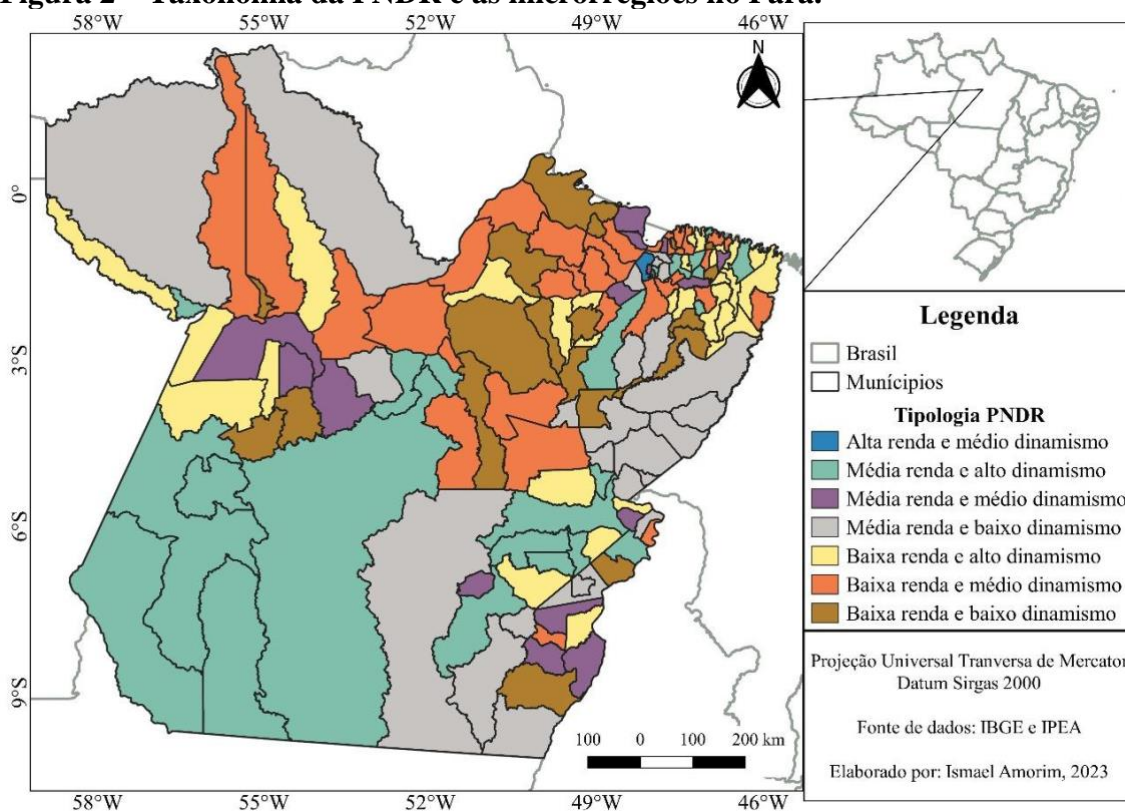 Figura 2 – Taxonomia da PNDR e as microrregiões no Pará.
58°W 55°W 52°W 49°W 46°W
N
0°
3°S
6°S
9°S
100 0 100 200 km
58°W 55°W 52°W 49°W 46°W
Legenda
Brasil
Munícipios
Tipologia PNDR
Alta renda e médio dinamismo
Média renda e alto dinamismo
Média renda e médio dinamismo
Média renda e baixo dinamismo
Baixa renda e alto dinamismo
Baixa renda e médio dinamismo
Baixa renda e baixo dinamismo
Projeção Universal Tranversa de Mercator
Datum Sirgas 2000
Fonte de dados: IBGE e IPEA
Elaborado por: Ismael Amorim, 2023